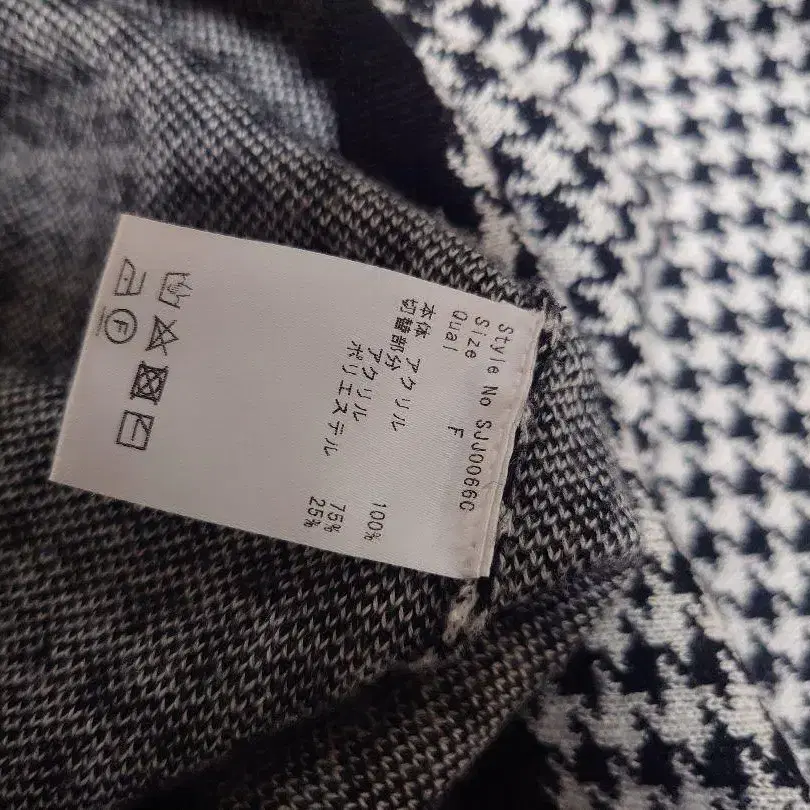 Style No SJJ0066G
Size F
Qual
本体 アクリル 100%
切替部分 アクリル 75%
ポリエステル 25%
F